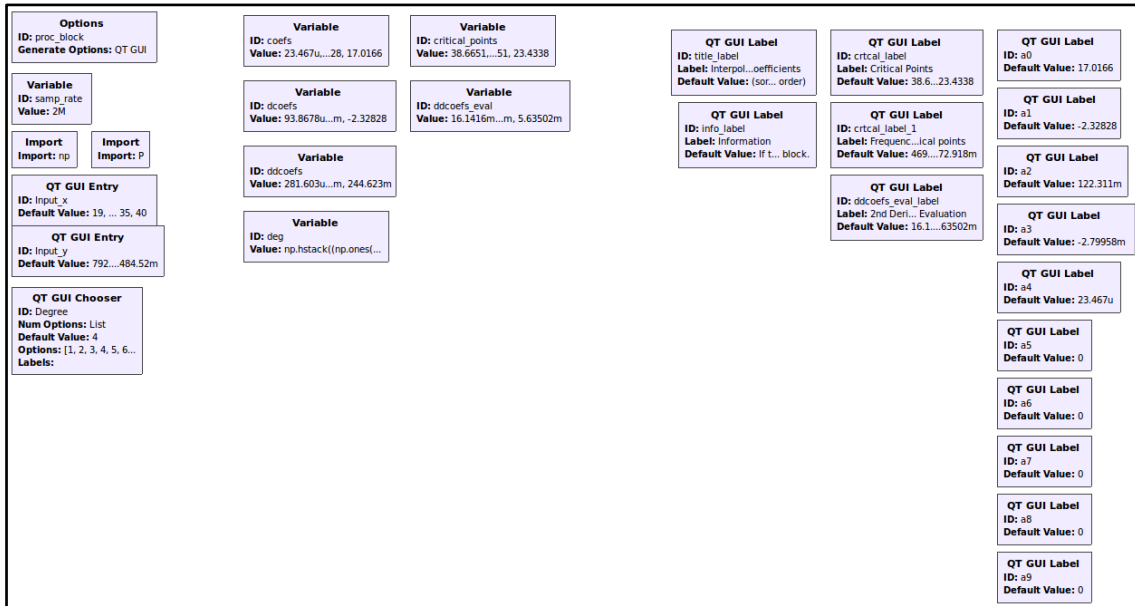 Options
ID: proc_block
Generate Options: QT GUI
Variable
ID: samp_rate
Value: 2M
Import
Import: np
Import
Import: P
QT GUI Entry
ID: Input_x
Default Value: 19, ... 35, 40
QT GUI Entry
ID: Input_y
Default Value: 792....484.52m
QT GUI Chooser
ID: Degree
Num Options: List
Default Value: 4
Options: [1, 2, 3, 4, 5, 6...
Labels:
Variable
ID: coefs
Value: 23.467u,...28, 17.0166
Variable
ID: dcoefs
Value: 93.8678u...m, -2.32828
Variable
ID: ddcoefs
Value: 281.603u...m, 244.623m
Variable
ID: deg
Value: np.hstack((np.ones(...
Variable
ID: critical_points
Value: 38.6651,...51, 23.4338
Variable
ID: ddcoefs_eval
Value: 16.1416m...m, 5.63502m
QT GUI Label
ID: title_label
Label: Interpol...oefficients
Default Value: (sor... order)
QT GUI Label
ID: info_label
Label: Information
Default Value: If t... block.
QT GUI Label
ID: crtcal_label
Label: Critical Points
Default Value: 38.6...23.4338
QT GUI Label
ID: crtcal_label_1
Label: Frequenc...ical points
Default Value: 469....72.918m
QT GUI Label
ID: ddcoefs_eval_label
Label: 2nd Deri... Evaluation
Default Value: 16.1....63502m
QT GUI Label
ID: a0
Default Value: 17.0166
QT GUI Label
ID: a1
Default Value: -2.32828
QT GUI Label
ID: a2
Default Value: 122.311m
QT GUI Label
ID: a3
Default Value: -2.79958m
QT GUI Label
ID: a4
Default Value: 23.467u
QT GUI Label
ID: a5
Default Value: 0
QT GUI Label
ID: a6
Default Value: 0
QT GUI Label
ID: a7
Default Value: 0
QT GUI Label
ID: a8
Default Value: 0
QT GUI Label
ID: a9
Default Value: 0